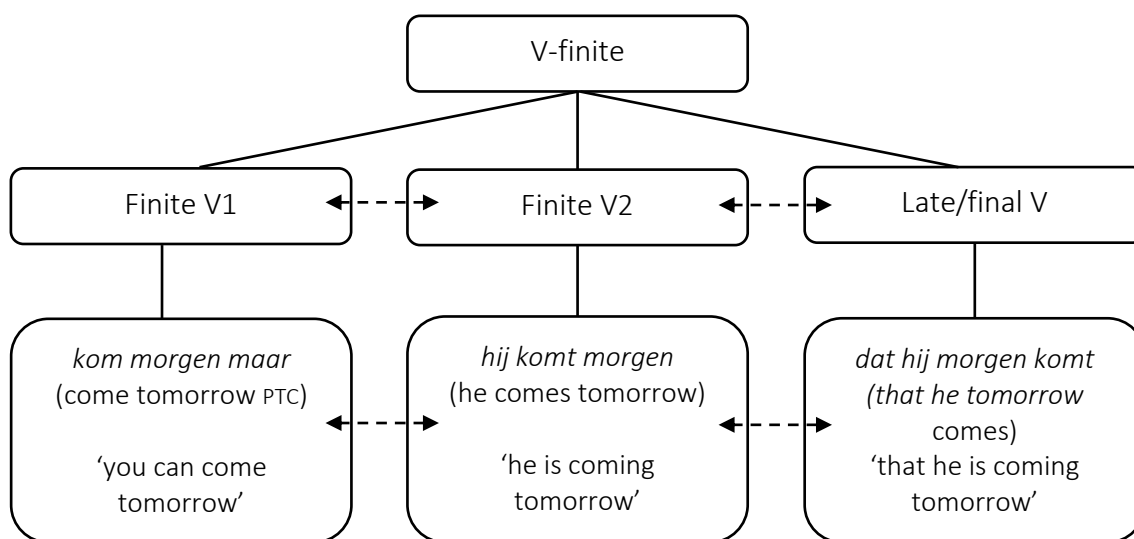 V-finite
Finite V1
Finite V2
Late/final V
kom morgen maar
(come tomorrow PTC)
‘you can come
tomorrow’
hij komt morgen
(he comes tomorrow)
‘he is coming
tomorrow’
dat hij morgen komt
(that he tomorrow
comes)
‘that he is coming
tomorrow’